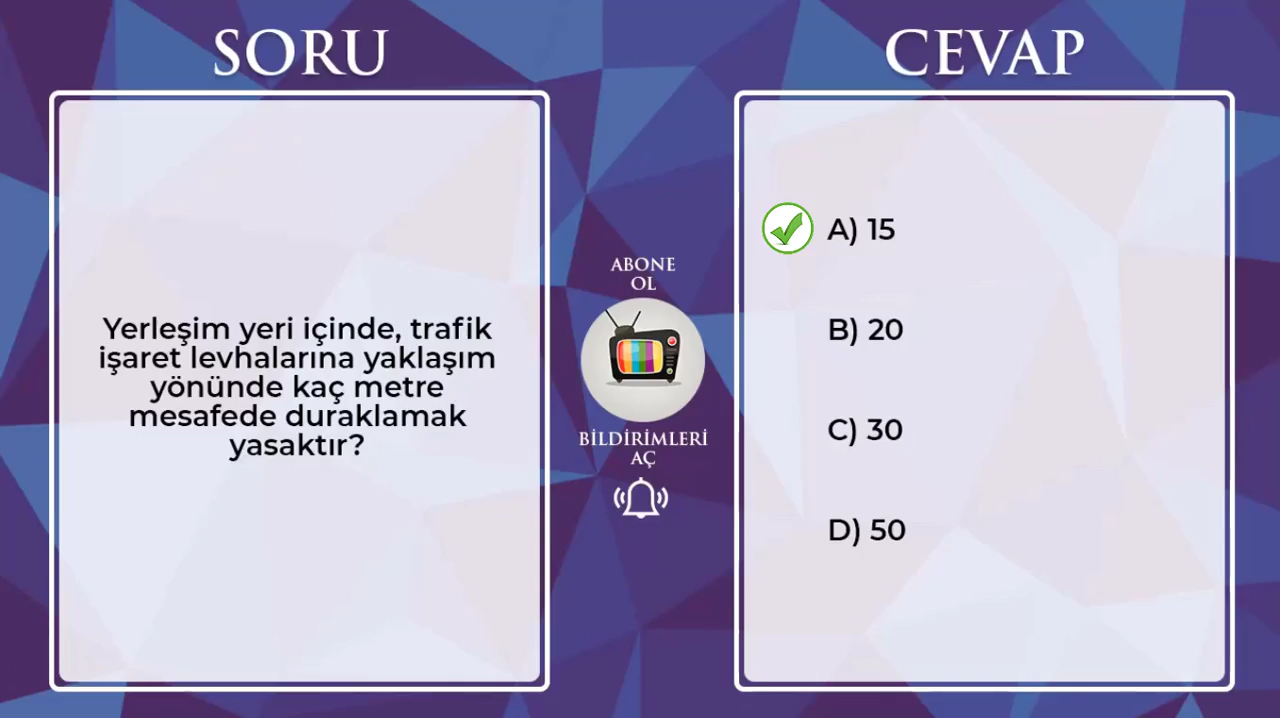 SORU
Yerleşim yeri içinde, trafik
işaret levhalarına yaklaşım
yönünde kaç metre
mesafede duraklamak
yasaktır?
ABONE
OL
BİLDİRİMLERİ
AÇ
CEVAP
A) 15
B) 20
C) 30
D) 50